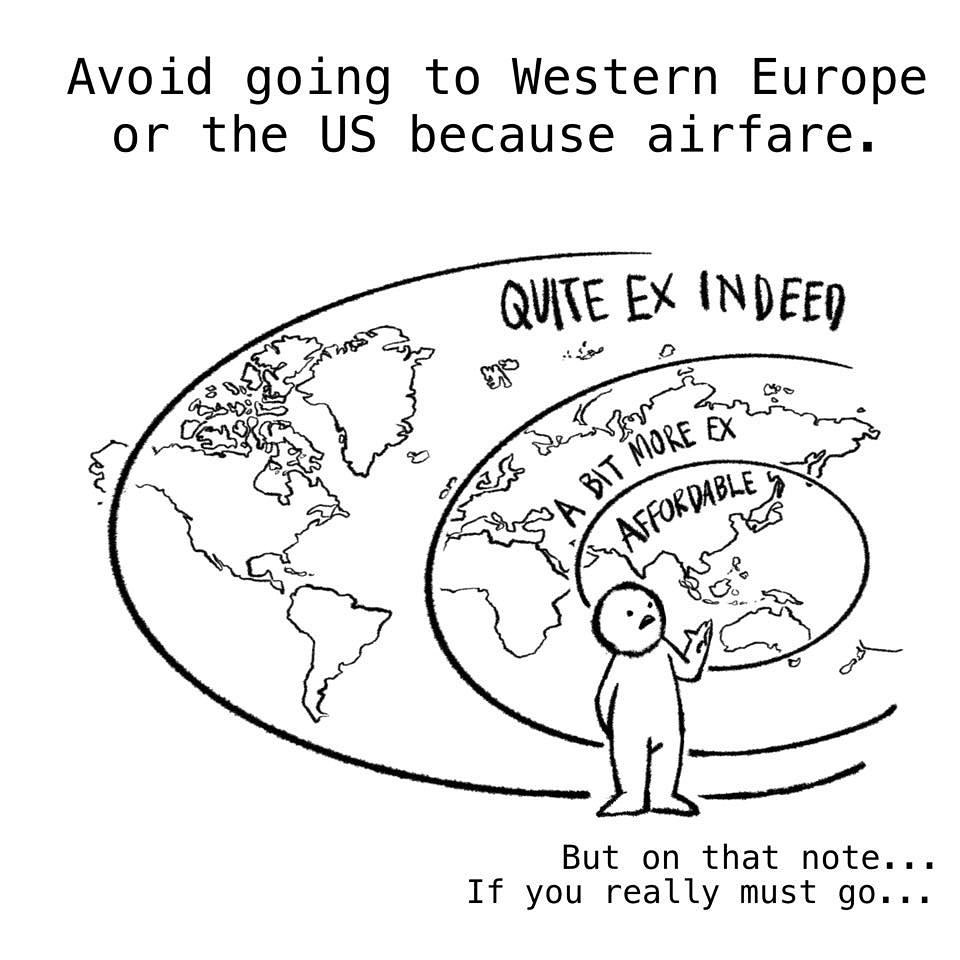 Avoid going to Western Europe
or the US because airfare.
QUITE EX INDEED
A BIT MORE EX
AFFORDABLE
But on that note...
If you really must go...